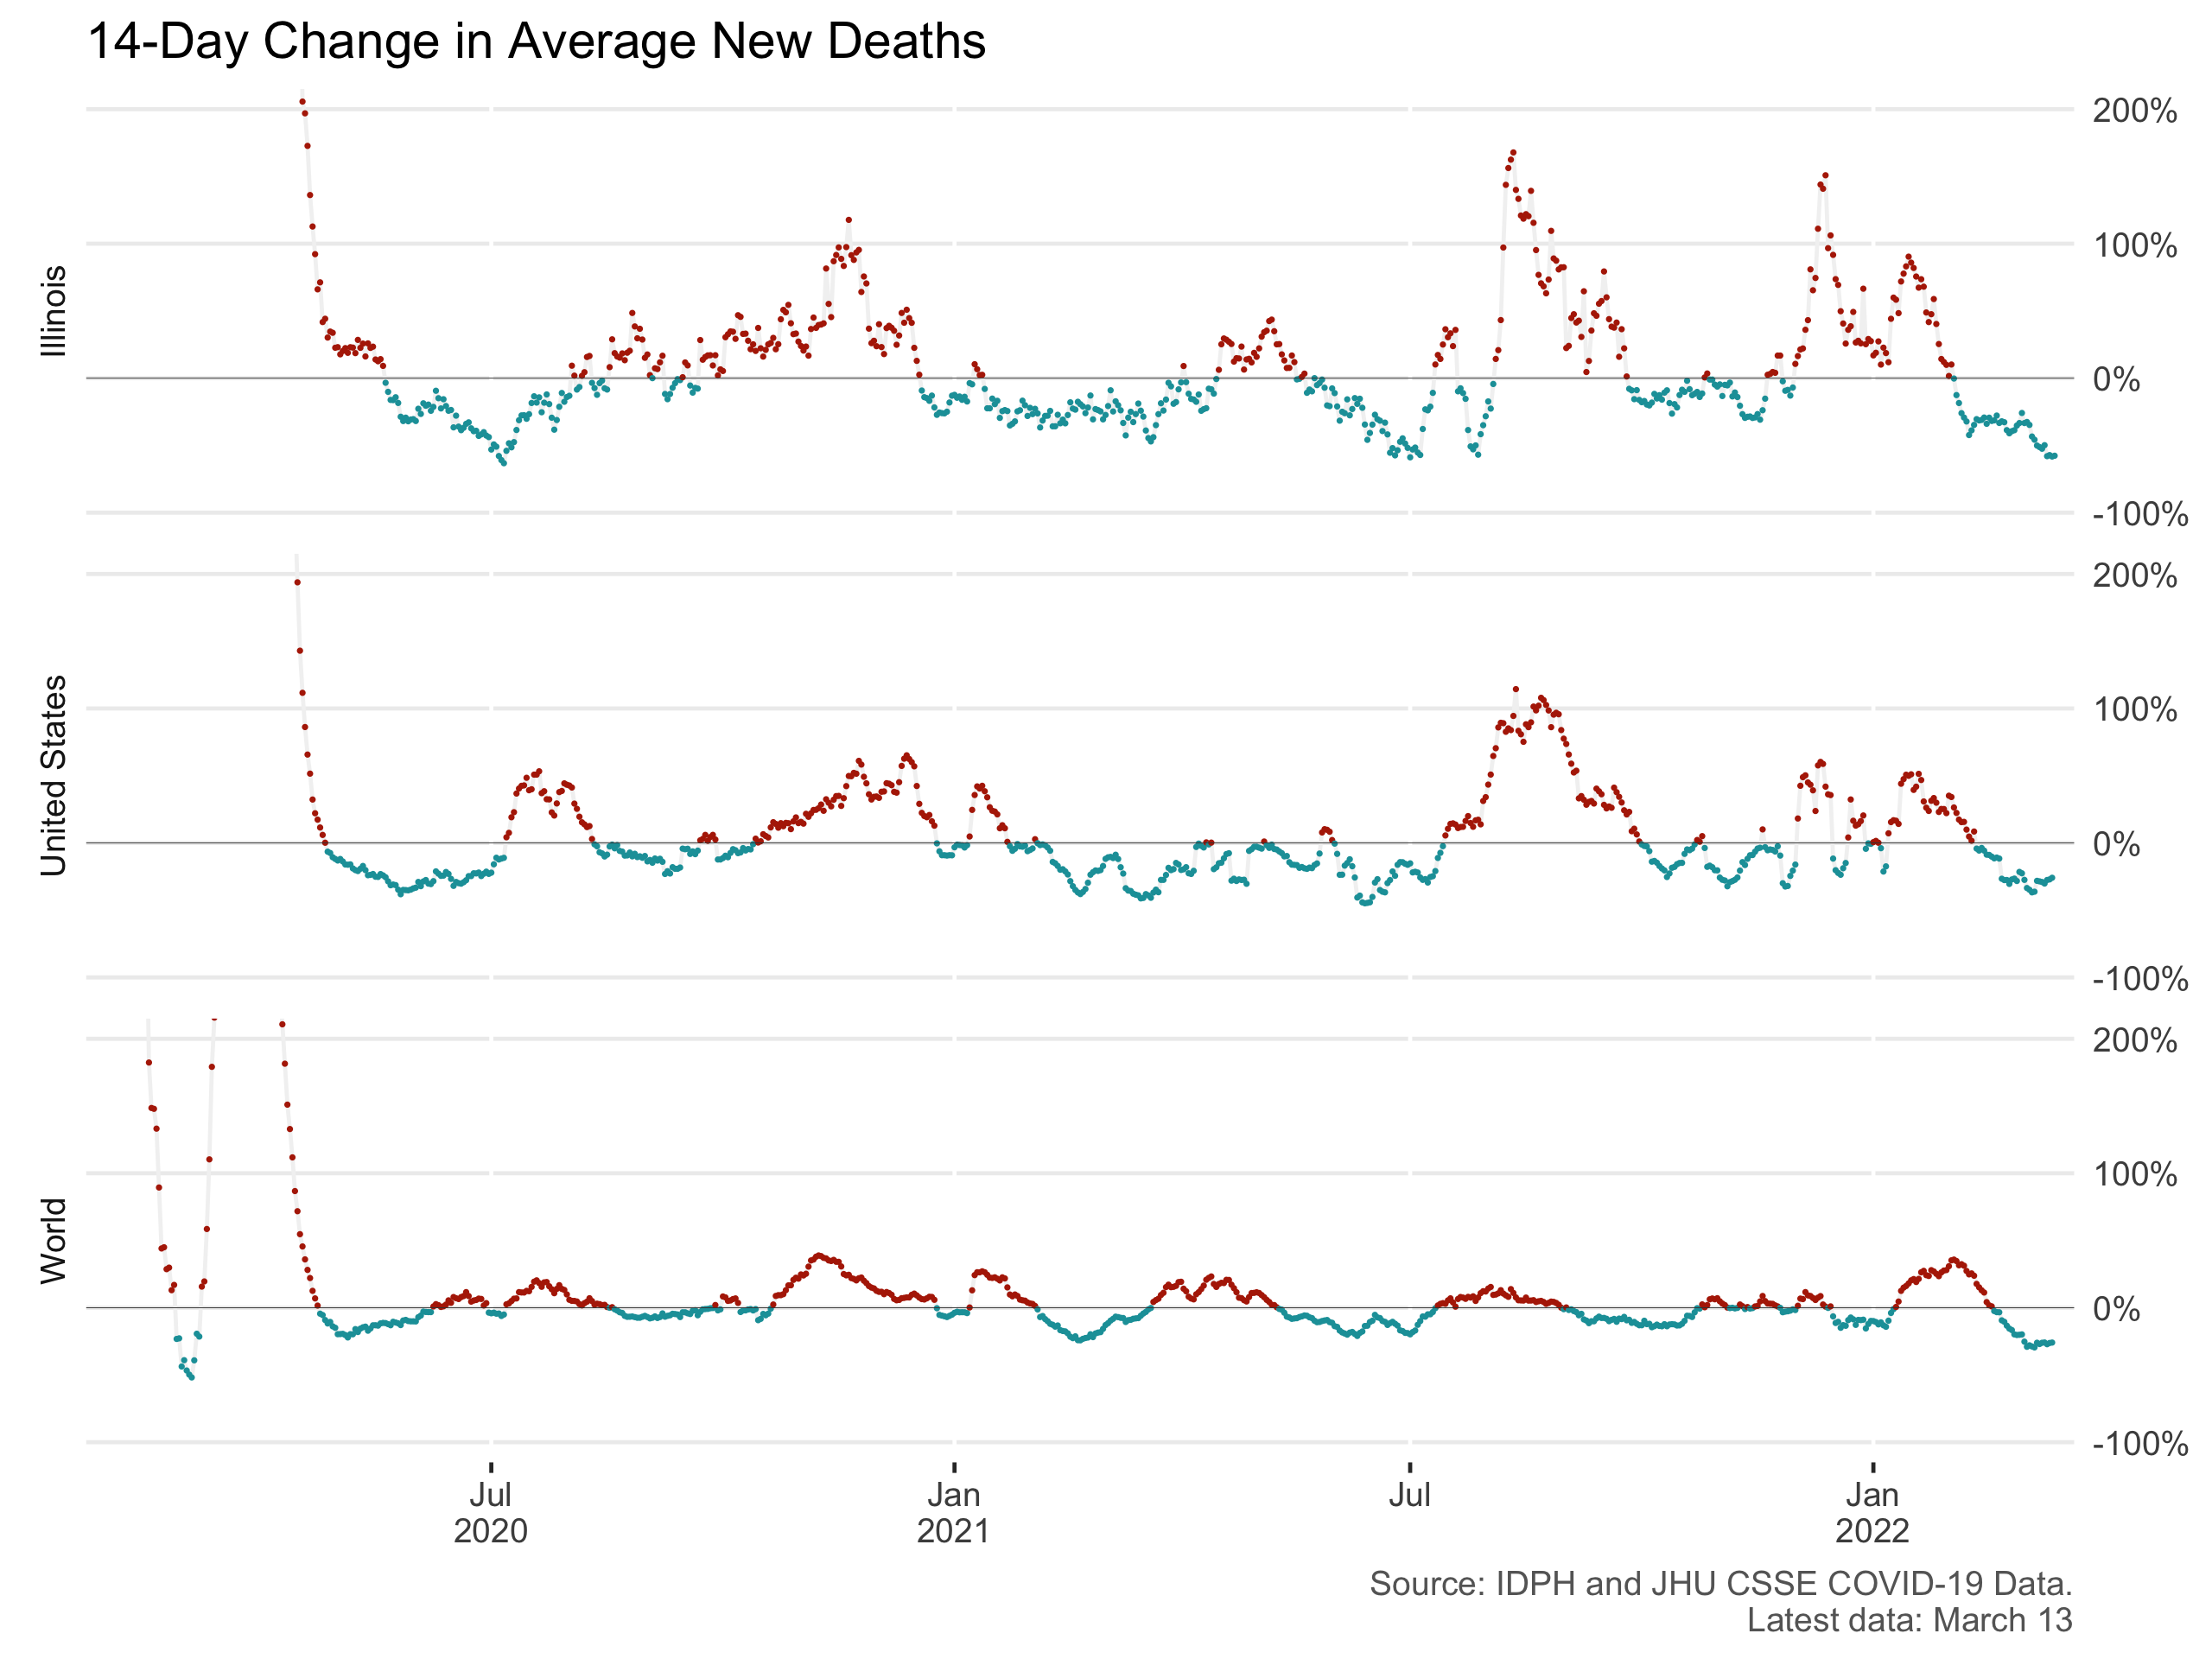 14-Day Change in Average New Deaths
Illinois
200%
100%
0%
-100%
United States
200%
100%
0%
-100%
World
200%
100%
0%
-100%
Jul
2020
Jan
2021
Jul
Jan
2022
Source: IDPH and JHU CSSE COVID-19 Data.
Latest data: March 13